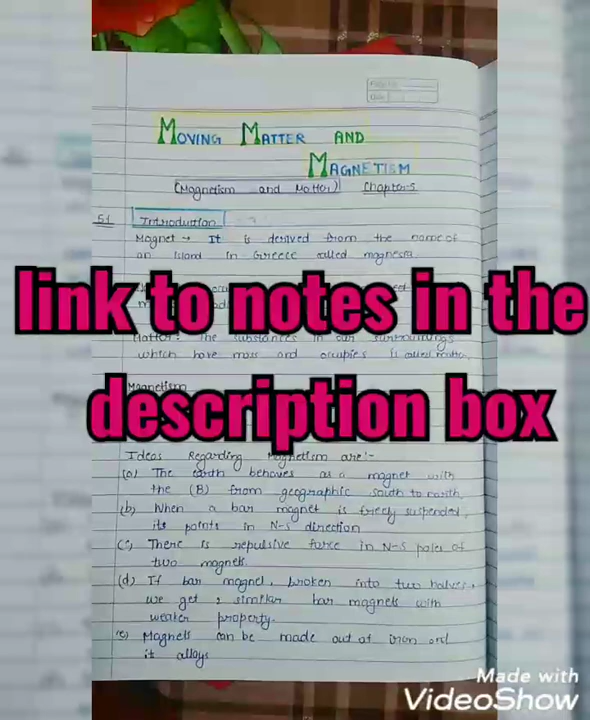 MOVING MATTER AND
MAGNETISM
(Magnetism and Matter) Chapter 5
5.1 Introduction
Magnet → It is derived from the name of
an island in Greece called magnesia
link to notes in the
Matter: The substances in our surroundings
which have mass and occupies is called matter.
Magnetism
description box
Ideas Regarding Magnetism are:-
(a) The earth behaves as a magnet with
the (B) from geographic south to north.
(b) When a bar magnet is freely suspended,
its points in N-S direction
(c) There is repulsive force in N-S poles of
two magnets.
(d) If bar magnet, broken into two halves,
we get 2 similar bar magnets with
weaker property.
(e) Magnets can be made out of iron and
it alloys
Made with
VideoShow